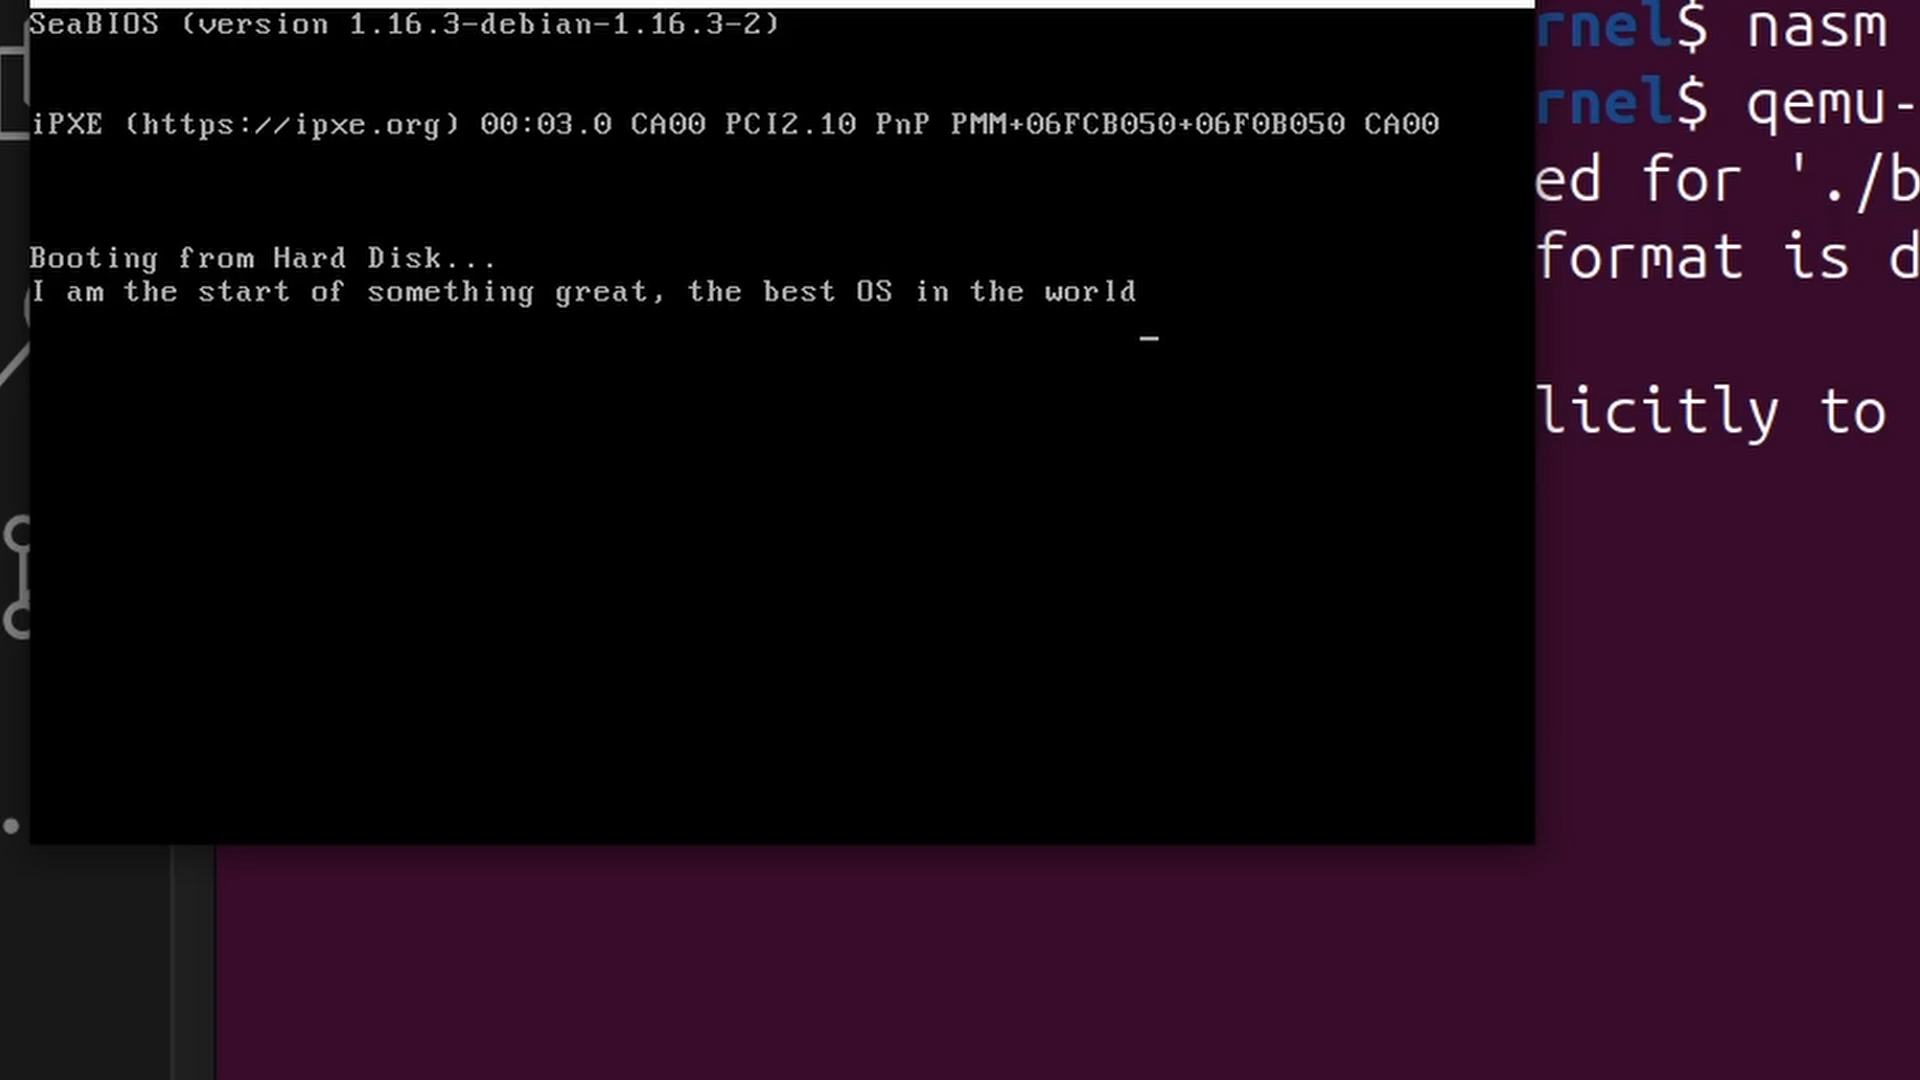 SeaBIOS (version 1.16.3-debian-1.16.3-2)
iPXE (https://ipxe.org) 00:03.0 CA00 PCI2.10 PnP PMM+06FCB050+06F0B050 CA00
Booting from Hard Disk...
I am the start of something great, the best OS in the world
_
rnel$ nasm
rnel$ qemu-
ed for './b
format is d
licitly to